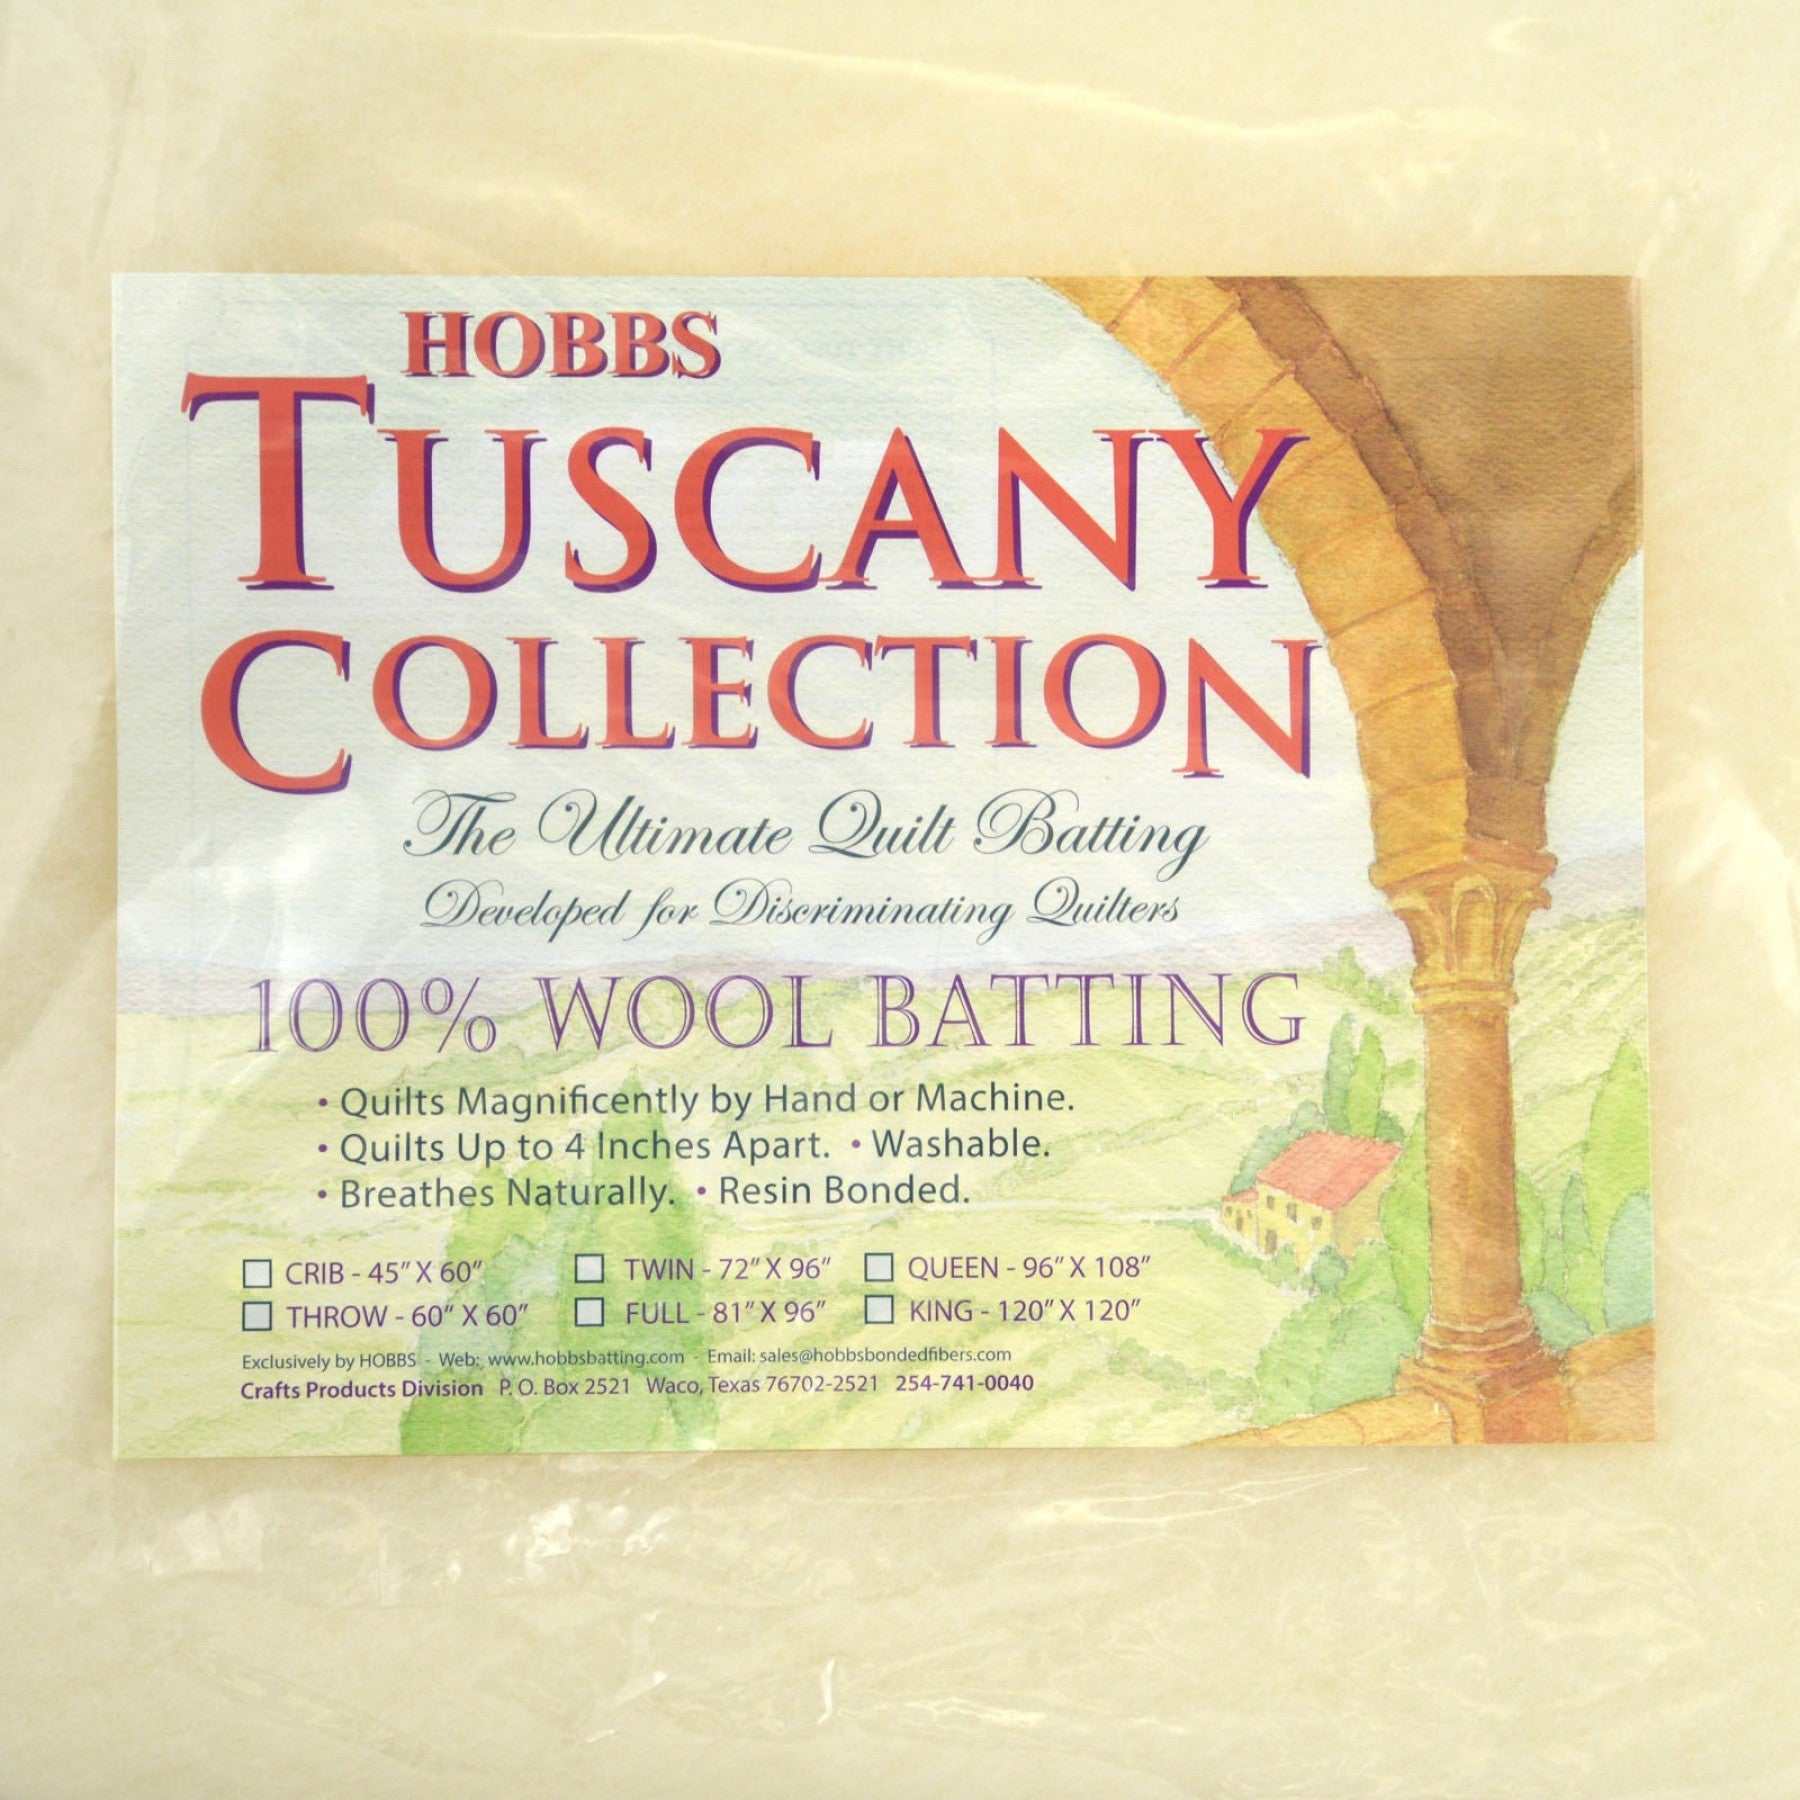 HOBBS
TUSCANY
COLLECTION
The Ultimate Quilt Batting
Developed for Discriminating Quilters
100% WOOL BATTING
• Quilts Magnificently by Hand or Machine.
• Quilts Up to 4 Inches Apart. • Washable.
• Breathes Naturally. • Resin Bonded.
CRIB - 45" X 60" TWIN - 72" X 96" QUEEN - 96" X 108"
THROW - 60" X 60" FULL - 81" X 96" KING - 120" X 120"
Exclusively by HOBBS - Web: www.hobbsbatting.com - Email: sales@hobbsbondedfibers.com
Crafts Products Division P. O. Box 2521 Waco, Texas 76702-2521 254-741-0040